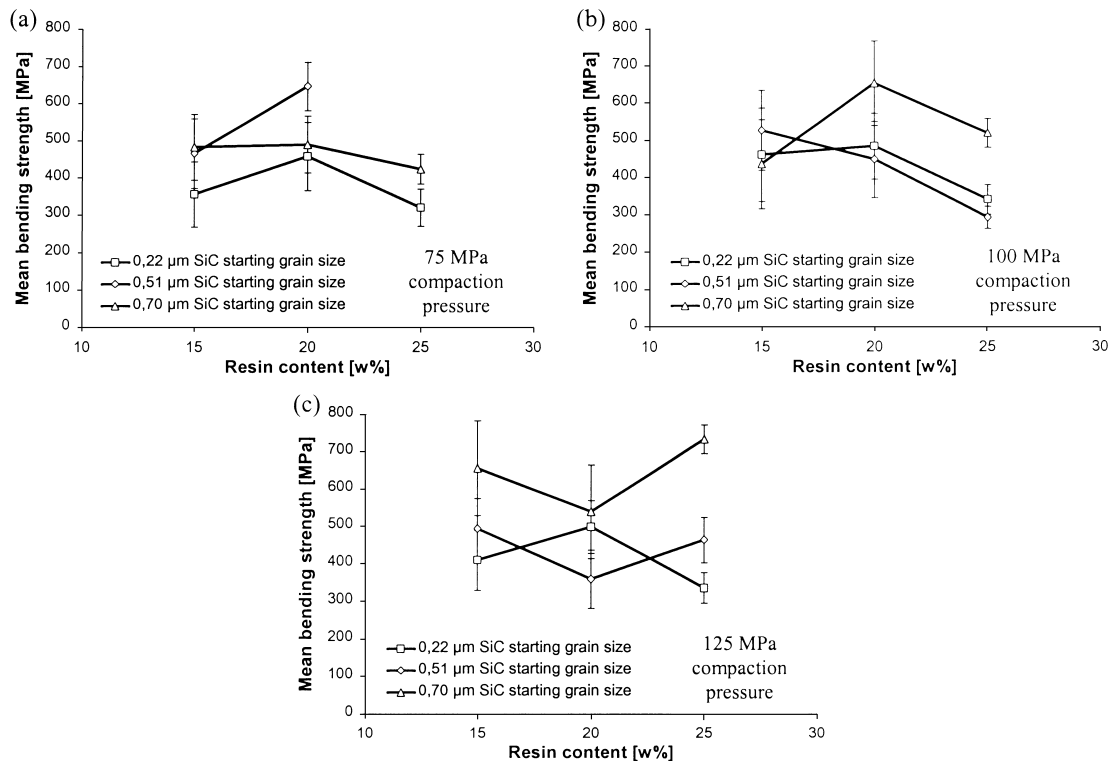 (a)
800
700
600
500
400
300
200
100
0
Mean bending strength [MPa]
0,22 µm SiC starting grain size
0,51 µm SiC starting grain size
0,70 µm SiC starting grain size
75 MPa
compaction
pressure
10 15 20 25 30
Resin content [w%]
(b)
800
700
600
500
400
300
200
100
0
Mean bending strength [MPa]
0,22 µm SiC starting grain size
0,51 µm SiC starting grain size
0,70 µm SiC starting grain size
100 MPa
compaction
pressure
10 15 20 25 30
Resin content [w%]
(c)
800
700
600
500
400
300
200
100
0
Mean bending strength [MPa]
0,22 µm SiC starting grain size
0,51 µm SiC starting grain size
0,70 µm SiC starting grain size
125 MPa
compaction
pressure
10 15 20 25 30
Resin content [w%]